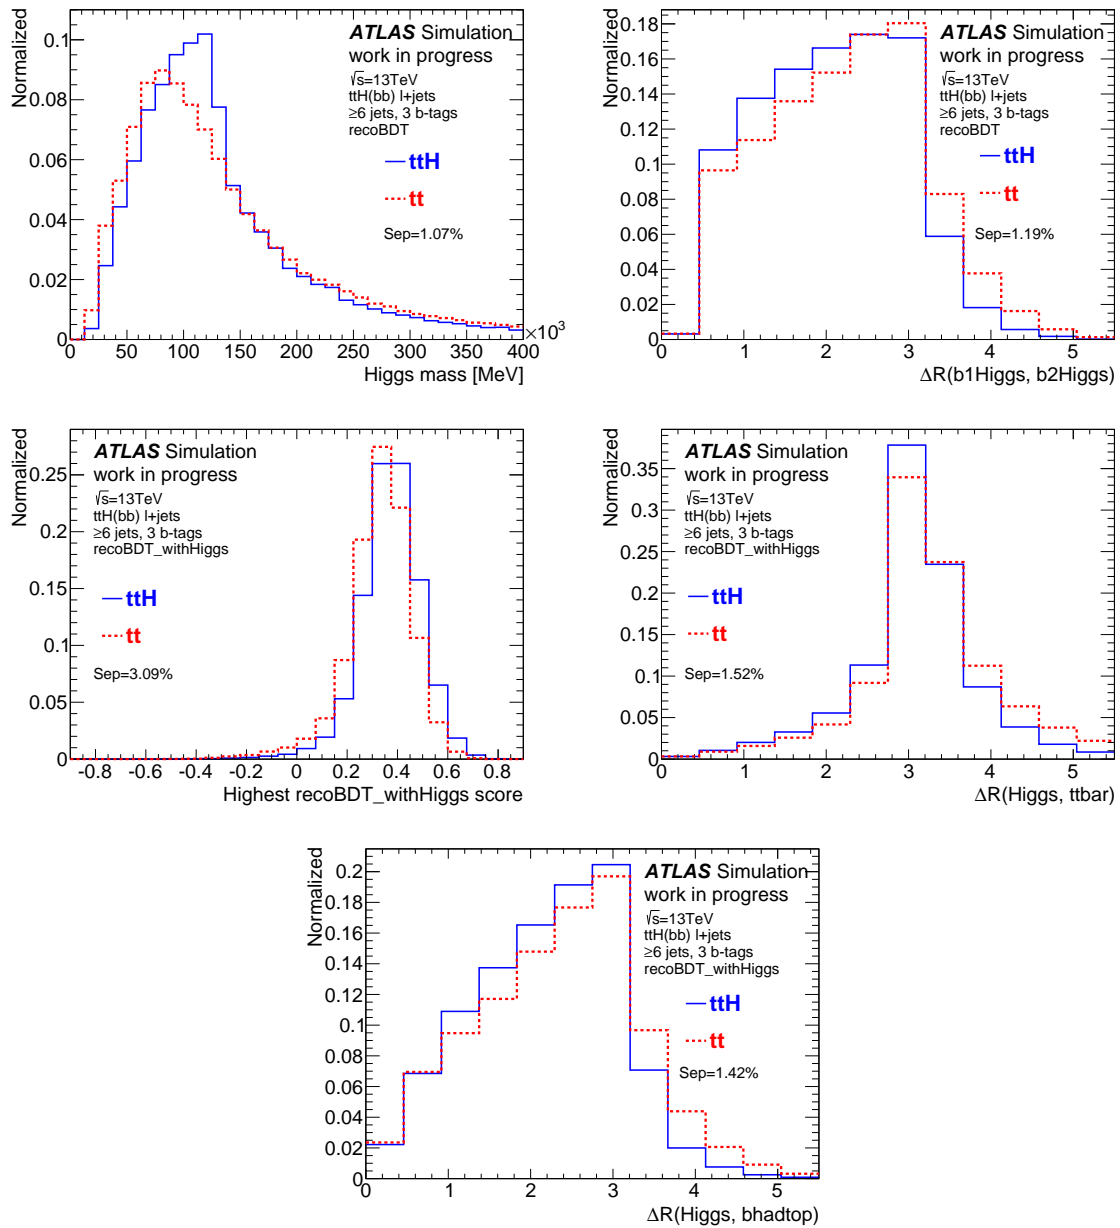 Normalized
0.1
0.08
0.06
0.04
0.02
0
ATLAS Simulation
work in progress
√s=13TeV
ttH(bb) l+jets
≥6 jets, 3 b-tags
recoBDT
ttH
tt
Sep=1.07%
0 50 100 150 200 250 300 350 400
×10³
Higgs mass [MeV]
Normalized
0.18
0.16
0.14
0.12
0.1
0.08
0.06
0.04
0.02
0
ATLAS Simulation
work in progress
√s=13TeV
ttH(bb) l+jets
≥6 jets, 3 b-tags
recoBDT
ttH
tt
Sep=1.19%
0 1 2 3 4 5
ΔR(b1Higgs, b2Higgs)
Normalized
0.25
0.2
0.15
0.1
0.05
0
ATLAS Simulation
work in progress
√s=13TeV
ttH(bb) l+jets
≥6 jets, 3 b-tags
recoBDT_withHiggs
ttH
tt
Sep=3.09%
-0.8 -0.6 -0.4 -0.2 0 0.2 0.4 0.6 0.8
Highest recoBDT_withHiggs score
Normalized
0.35
0.3
0.25
0.2
0.15
0.1
0.05
0
ATLAS Simulation
work in progress
√s=13TeV
ttH(bb) l+jets
≥6 jets, 3 b-tags
recoBDT_withHiggs
ttH
tt
Sep=1.52%
0 1 2 3 4 5
ΔR(Higgs, ttbar)
Normalized
0.2
0.18
0.16
0.14
0.12
0.1
0.08
0.06
0.04
0.02
0
ATLAS Simulation
work in progress
√s=13TeV
ttH(bb) l+jets
≥6 jets, 3 b-tags
recoBDT_withHiggs
ttH
tt
Sep=1.42%
0 1 2 3 4 5
ΔR(Higgs, bhadtop)